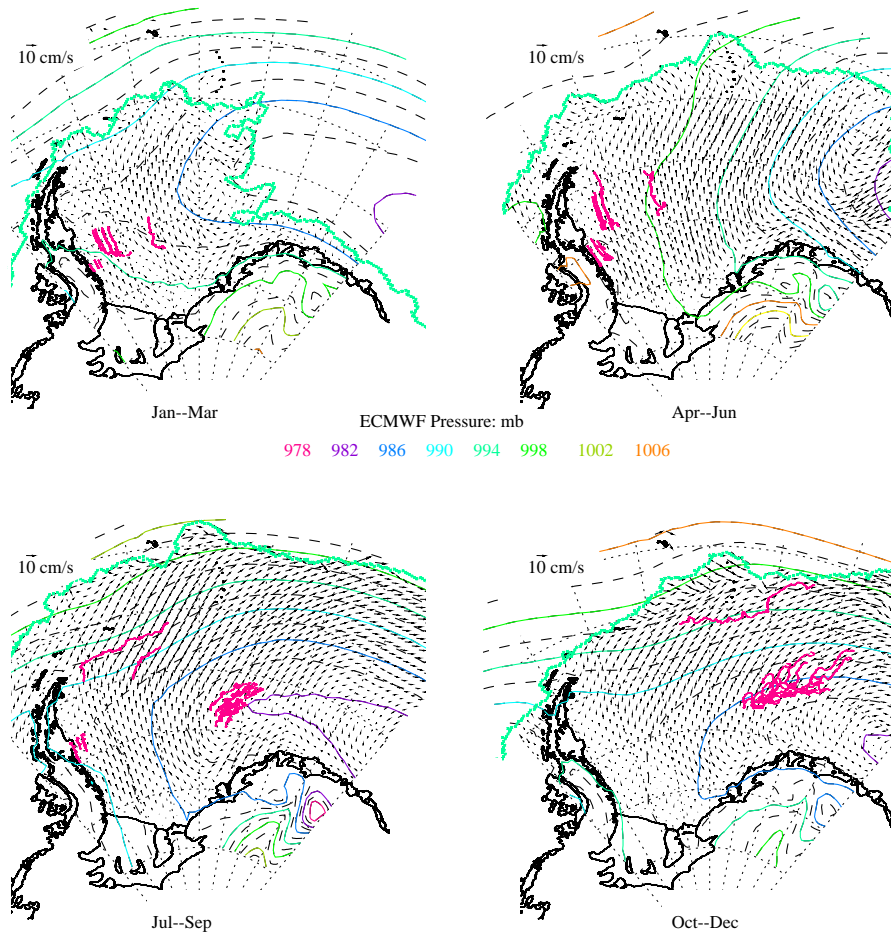 10 cm/s
10 cm/s
Jan--Mar
Apr--Jun
ECMWF Pressure: mb
978 982 986 990 994 998 1002 1006
10 cm/s
10 cm/s
Jul--Sep
Oct--Dec